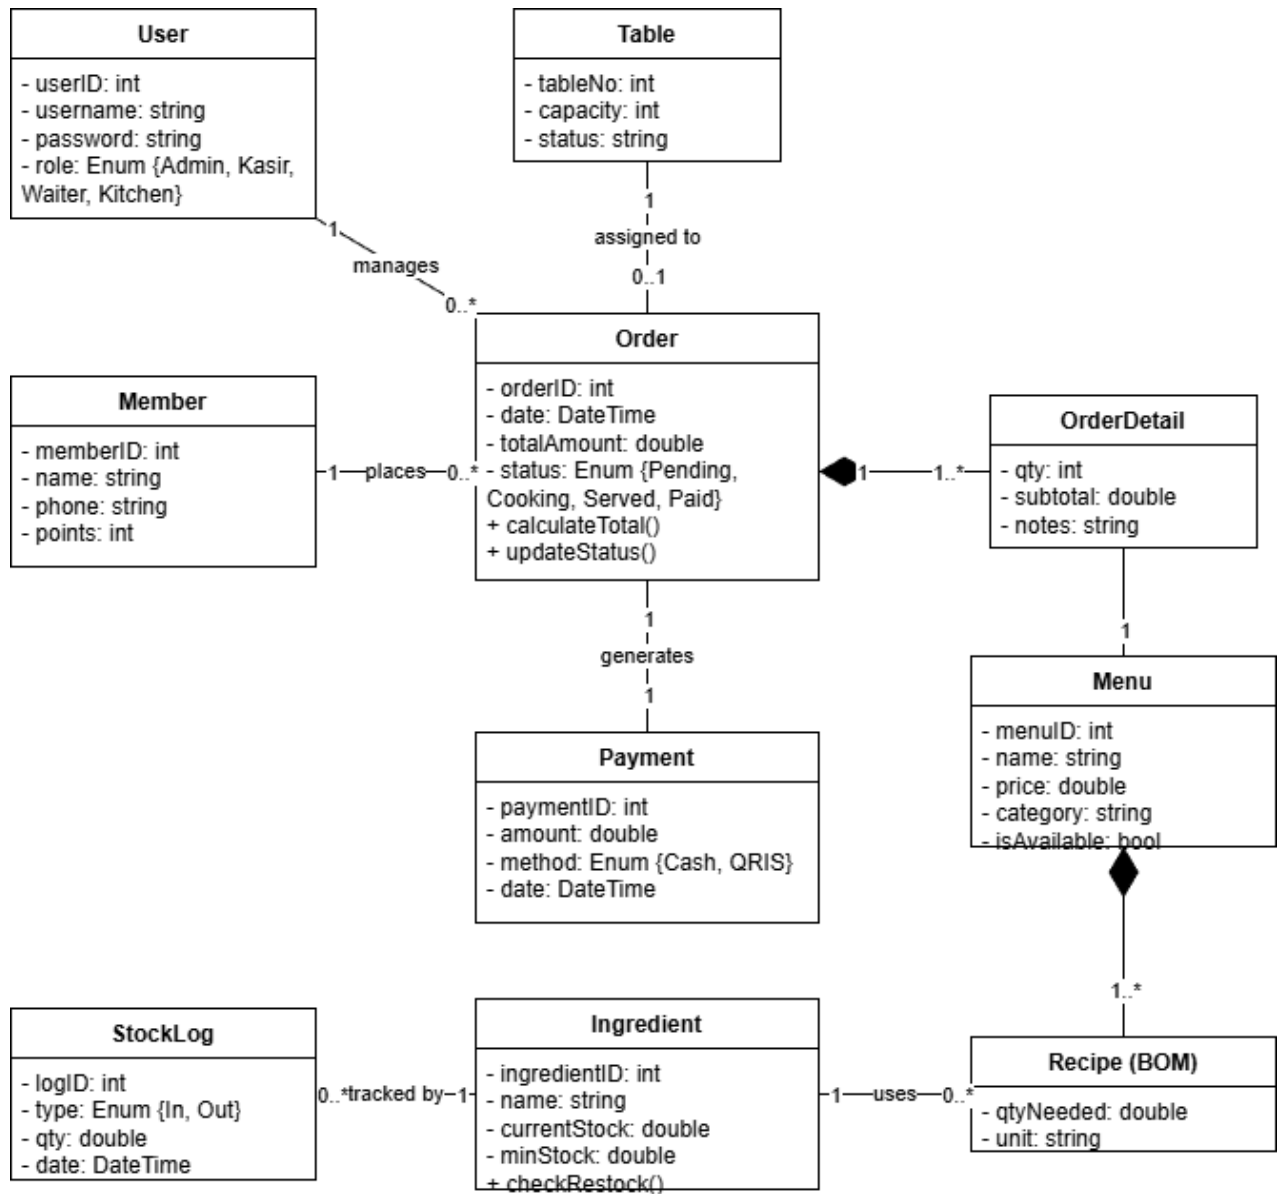 User
- userID: int
- username: string
- password: string
- role: Enum {Admin, Kasir,
Waiter, Kitchen}
Table
- tableNo: int
- capacity: int
- status: string
1
assigned to
0..1
1
manages
0..*
Member
- memberID: int
- name: string
- phone: string
- points: int
1
places
0..*
Order
- orderID: int
- date: DateTime
- totalAmount: double
- status: Enum {Pending,
Cooking, Served, Paid}
+ calculateTotal()
+ updateStatus()
1
1..*
OrderDetail
- qty: int
- subtotal: double
- notes: string
1
1
generates
1
Menu
- menuID: int
- name: string
- price: double
- category: string
- isAvailable: bool
Payment
- paymentID: int
- amount: double
- method: Enum {Cash, QRIS}
- date: DateTime
1..*
StockLog
- logID: int
- type: Enum {In, Out}
- qty: double
- date: DateTime
0..*
tracked by
1
Ingredient
- ingredientID: int
- name: string
- currentStock: double
- minStock: double
+ checkRestock()
1
uses
0..*
Recipe (BOM)
- qtyNeeded: double
- unit: string